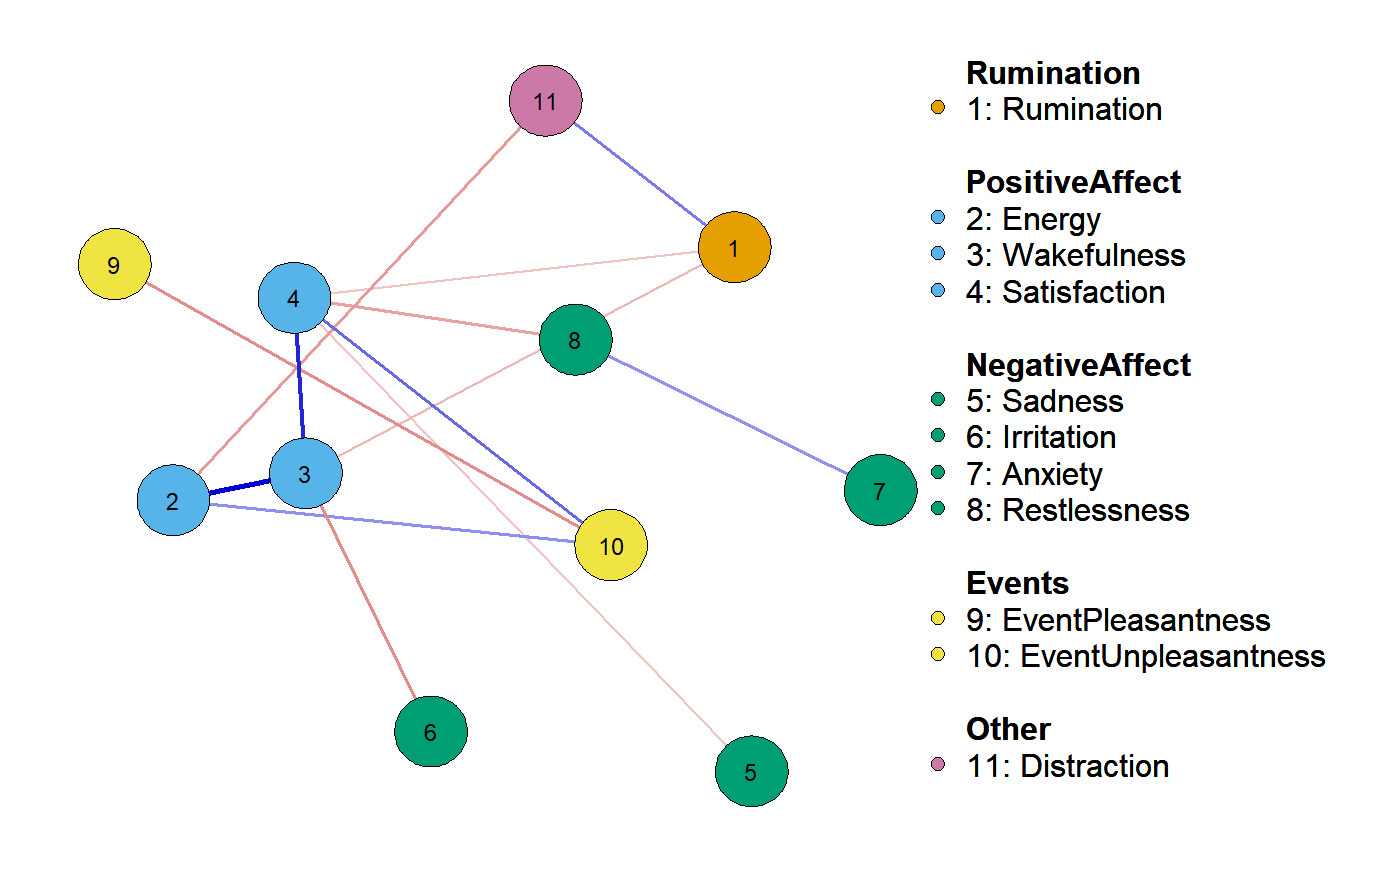 11
1
9
4
8
3
2
7
10
6
5
Rumination
1: Rumination
PositiveAffect
2: Energy
3: Wakefulness
4: Satisfaction
NegativeAffect
5: Sadness
6: Irritation
7: Anxiety
8: Restlessness
Events
9: EventPleasantness
10: EventUnpleasantness
Other
11: Distraction